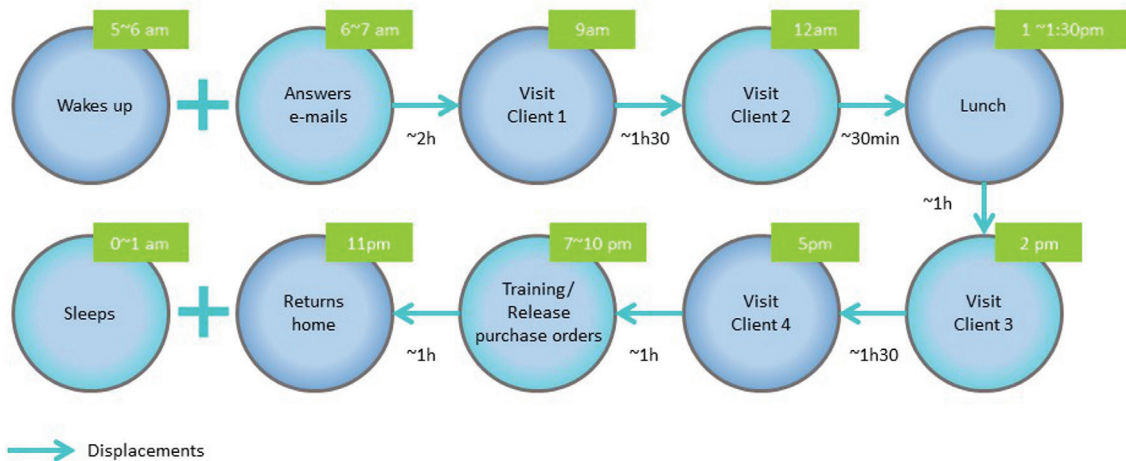 5~6 am
6~7 am
9am
12am
1 ~1:30pm
Wakes up
Answers
e-mails
Visit
Client 1
Visit
Client 2
Lunch
~2h
~1h30
~30min
~1h
0~1 am
11pm
7~10 pm
5pm
2 pm
Sleeps
Returns
home
Training/
Release
purchase orders
Visit
Client 4
Visit
Client 3
~1h
~1h
~1h30
Displacements